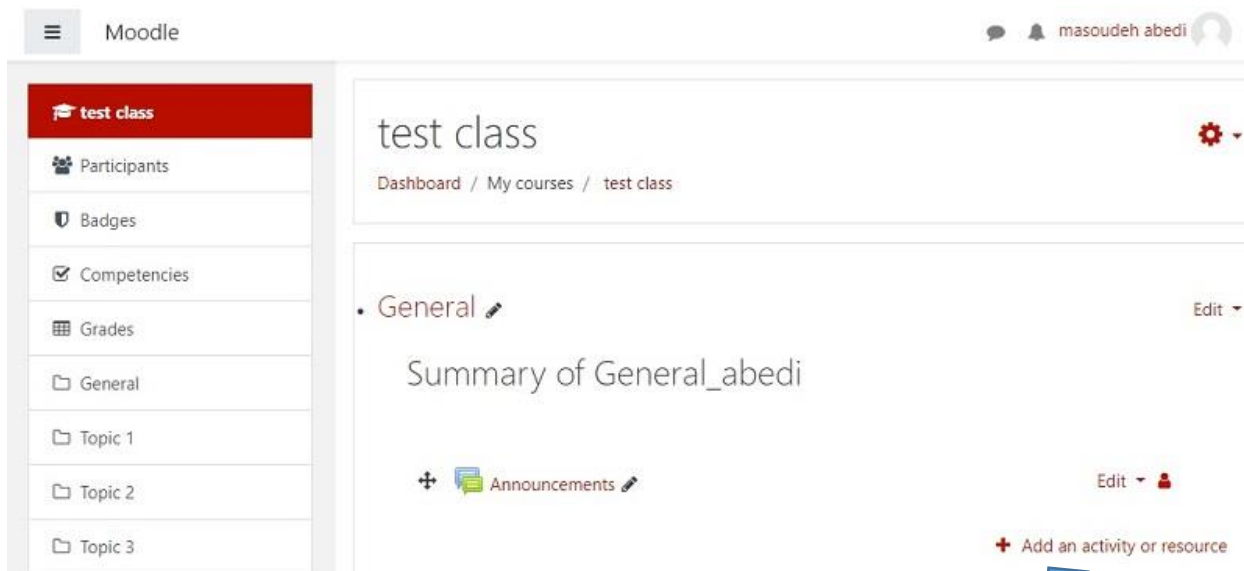 Moodle
masoudeh abedi
test class
Participants
Badges
Competencies
Grades
General
Topic 1
Topic 2
Topic 3
test class
Dashboard / My courses / test class
General
Edit
Summary of General_abedi
Announcements
Edit
Add an activity or resource